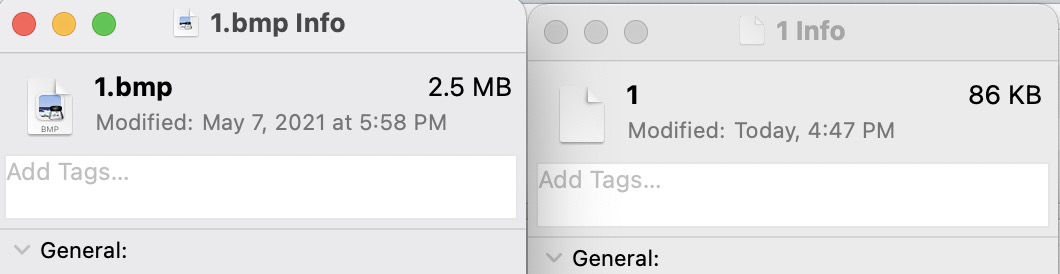 1.bmp Info
1.bmp 2.5 MB
BMP
Modified: May 7, 2021 at 5:58 PM
Add Tags...
General:
1 Info
1 86 KB
Modified: Today, 4:47 PM
Add Tags...
General: